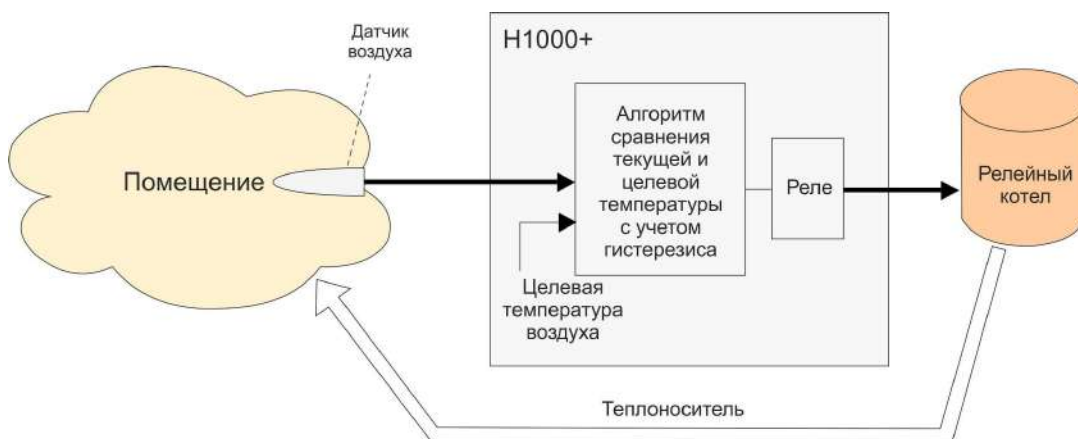 Датчик
воздуха
H1000+
Помещение
Алгоритм
сравнения
текущей и
целевой
температуры
с учетом
гистерезиса
Реле
Релейный
котел
Целевая
температура
воздуха
Теплоноситель